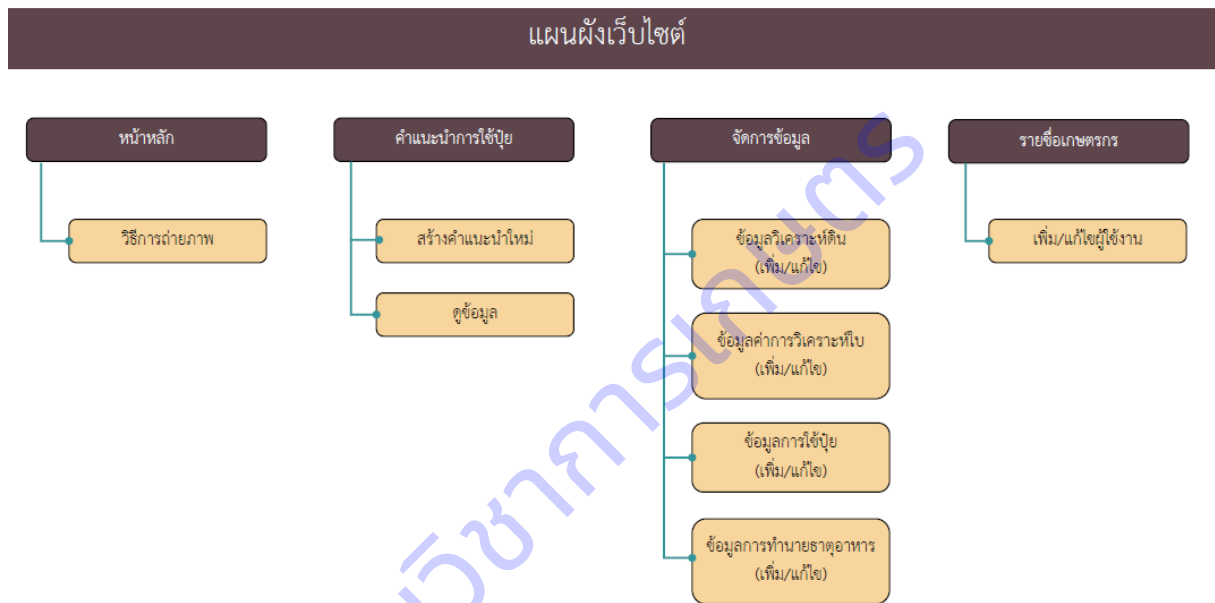 แผนผังเว็บไซต์
หน้าหลัก
วิธีการถ่ายภาพ
คำแนะนำการใช้ปุ๋ย
สร้างคำแนะนำใหม่
ดูข้อมูล
จัดการข้อมูล
ข้อมูลวิเคราะห์ดิน
(เพิ่ม/แก้ไข)
ข้อมูลค่าการวิเคราะห์ใบ
(เพิ่ม/แก้ไข)
ข้อมูลการใช้ปุ๋ย
(เพิ่ม/แก้ไข)
ข้อมูลการทำนายธาตุอาหาร
(เพิ่ม/แก้ไข)
รายชื่อเกษตรกร
เพิ่ม/แก้ไขผู้ใช้งาน
วิชาการเกษตร